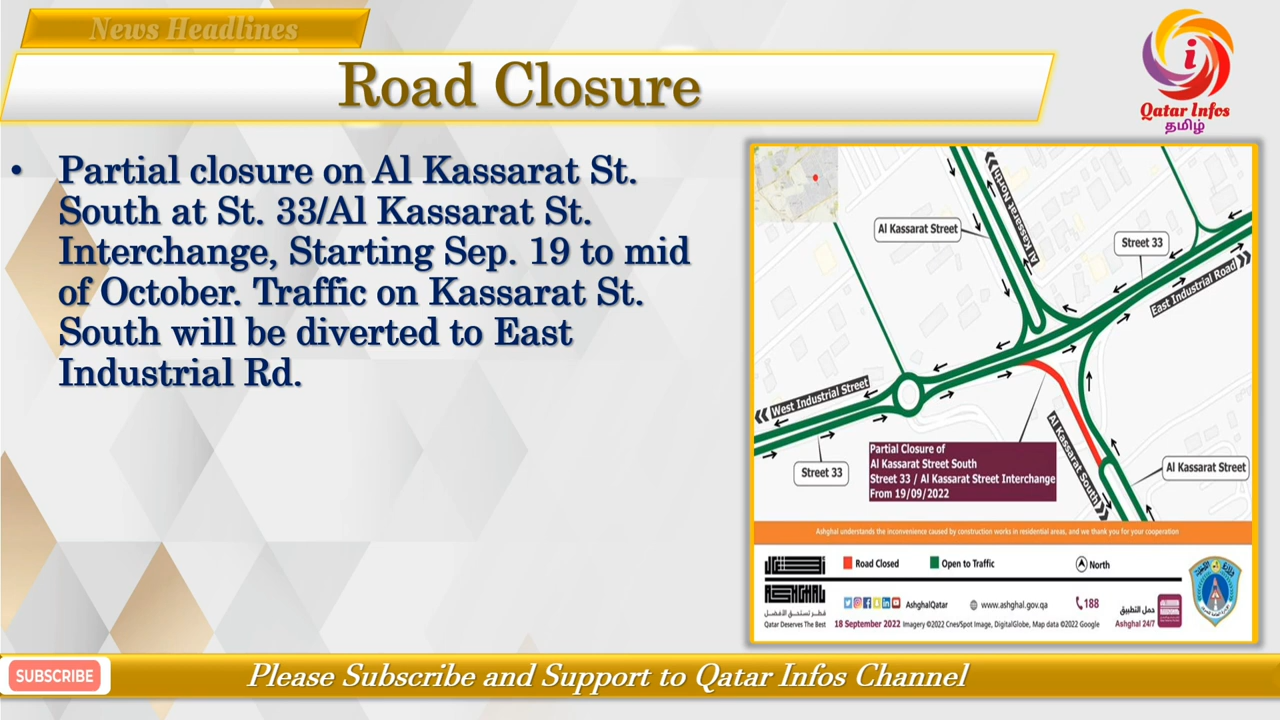 News Headlines
Road Closure
Qatar Infos
தமிழ்
• Partial closure on Al Kassarat St.
South at St. 33/Al Kassarat St.
Interchange, Starting Sep. 19 to mid
of October. Traffic on Kassarat St.
South will be diverted to East
Industrial Rd.
Al Kassarat Street
Al Kassarat North
Street 33
East Industrial Road
West Industrial Street
Street 33
Partial Closure of
Al Kassarat Street South
Street 33 / Al Kassarat Street Interchange
From 19/09/2022
Al Kassarat South
Al Kassarat Street
Ashghal understands the inconvenience caused by construction works in residential areas, and we thank you for your cooperation
Road Closed
Open to Traffic
North
أشغال
ASHGHAL
قطر تستحق الأفضل
Qatar Deserves The Best
AshghalQatar
www.ashghal.gov.qa
188
حمل التطبيق
Ashghal 24/7
18 September 2022 Imagery ©2022 Cnes/Spot Image, DigitalGlobe, Map data ©2022 Google
SUBSCRIBE
Please Subscribe and Support to Qatar Infos Channel